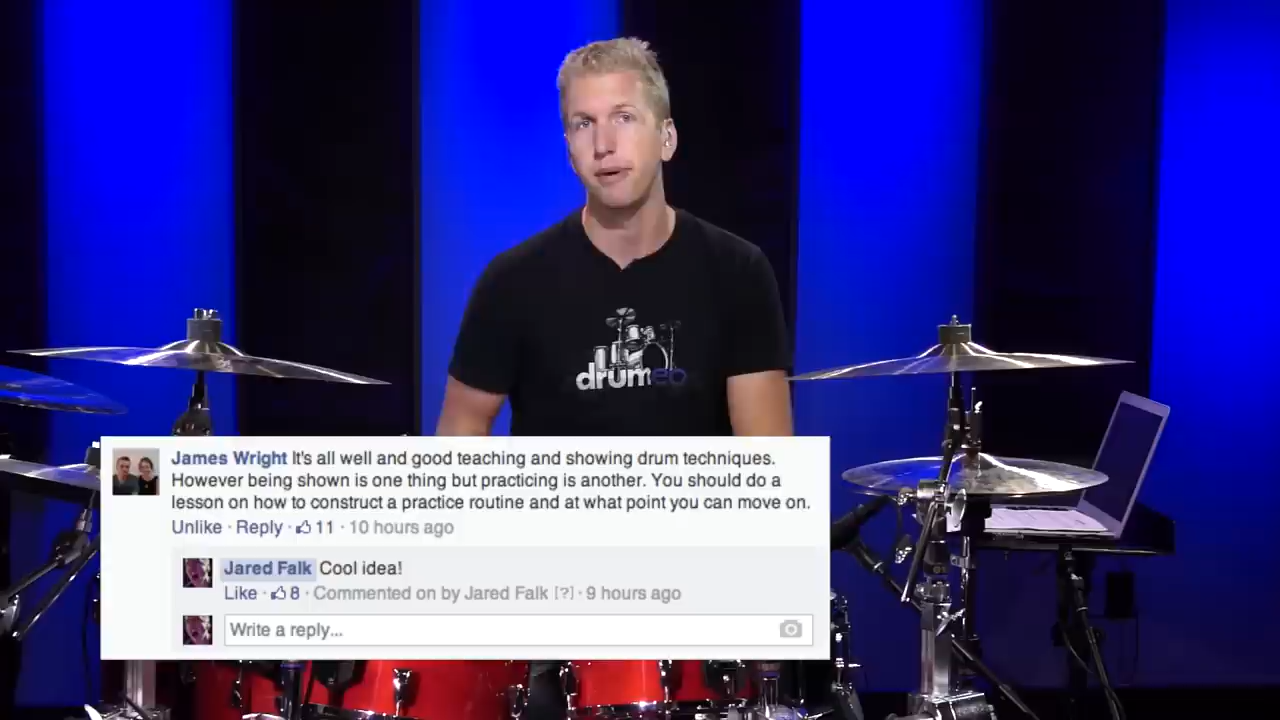 drumeo
James Wright It's all well and good teaching and showing drum techniques.
However being shown is one thing but practicing is another. You should do a
lesson on how to construct a practice routine and at what point you can move on.
Unlike · Reply · 11 · 10 hours ago
Jared Falk Cool idea!
Like · 8 · Commented on by Jared Falk [?] · 9 hours ago
Write a reply...